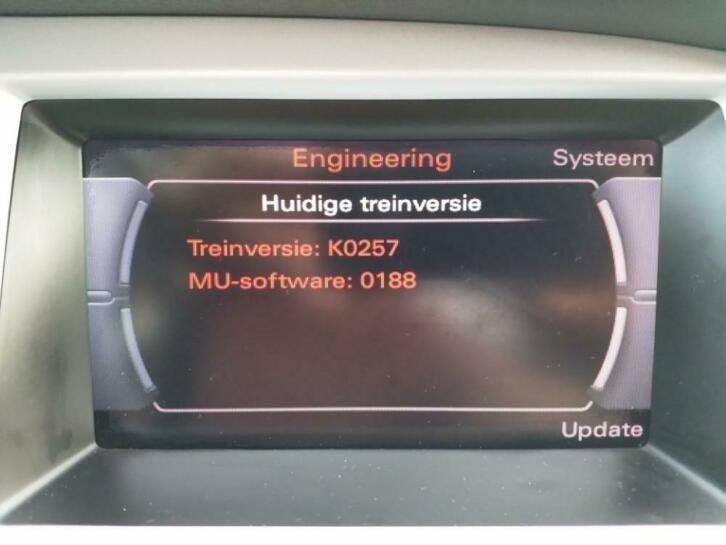 Engineering
Systeem
Huidige treinversie
Treinversie: K0257
MU-software: 0188
Update